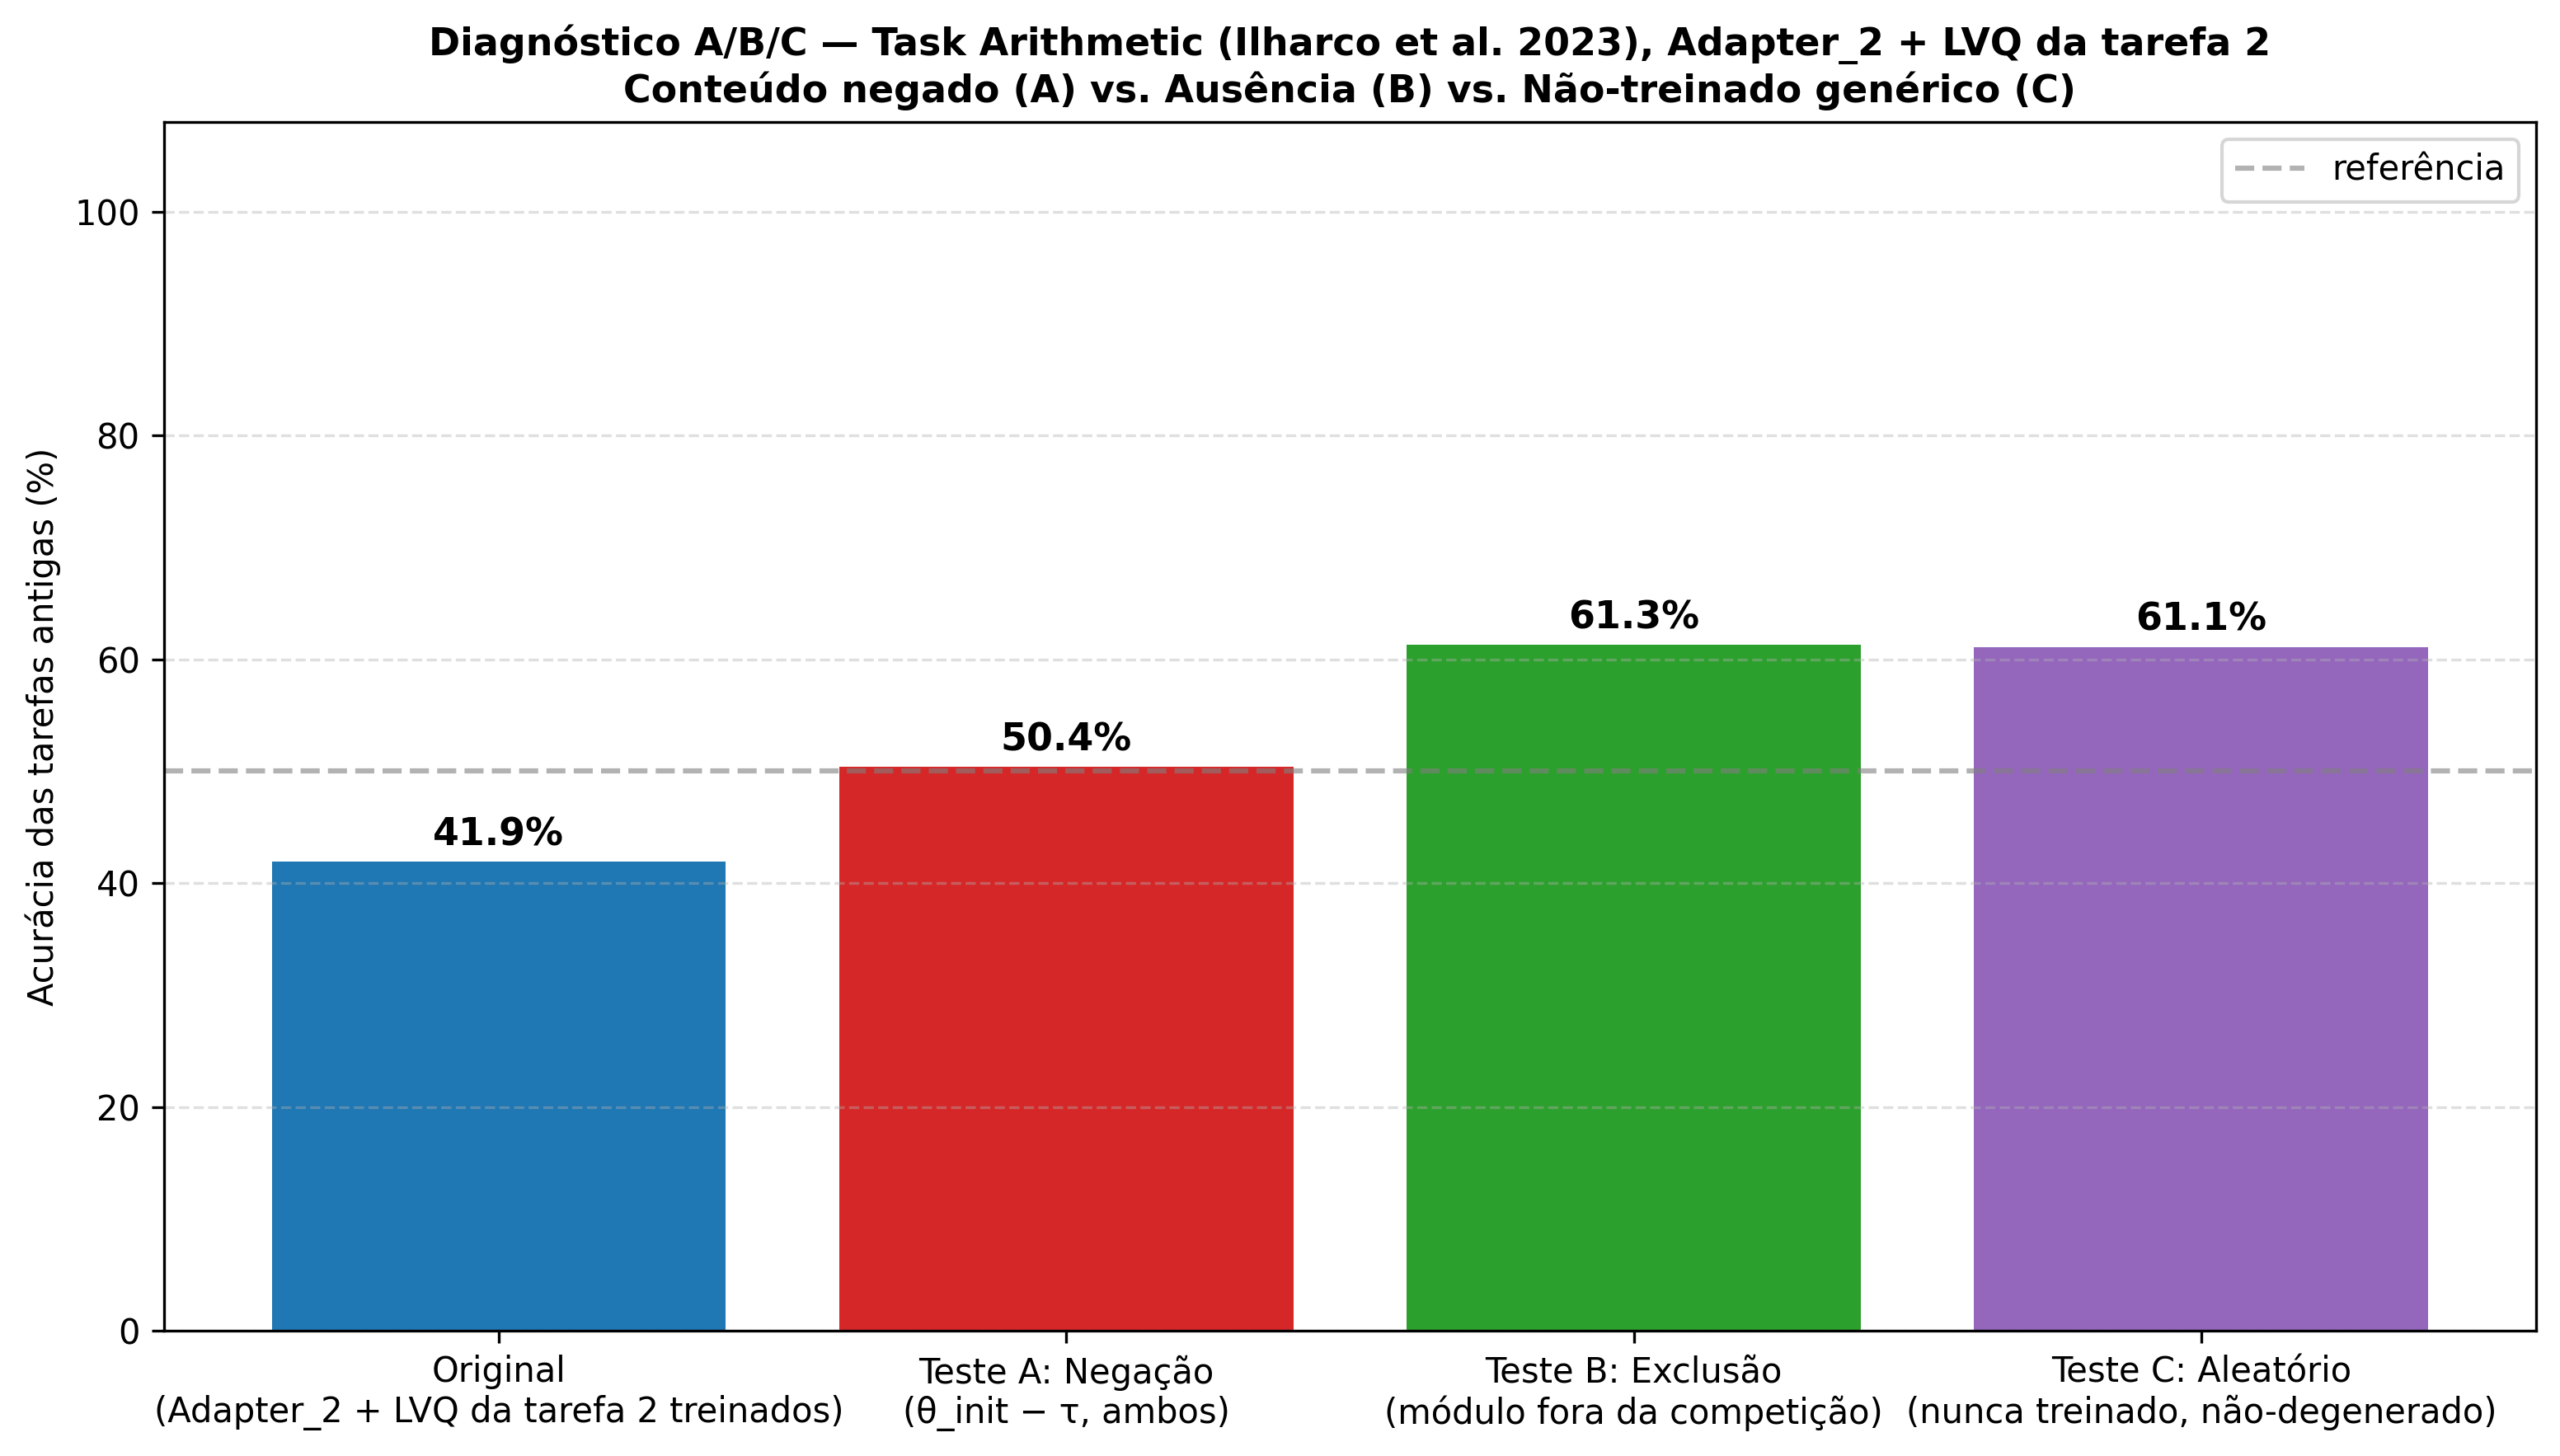 Diagnóstico A/B/C — Task Arithmetic (Ilharco et al. 2023), Adapter_2 + LVQ da tarefa 2
Conteúdo negado (A) vs. Ausência (B) vs. Não-treinado genérico (C)
referência
Acurácia das tarefas antigas (%)
100
80
60
40
20
0
41.9%
50.4%
61.3%
61.1%
Original
(Adapter_2 + LVQ da tarefa 2 treinados)
Teste A: Negação
(θ_init − τ, ambos)
Teste B: Exclusão
(módulo fora da competição)
Teste C: Aleatório
(nunca treinado, não-degenerado)